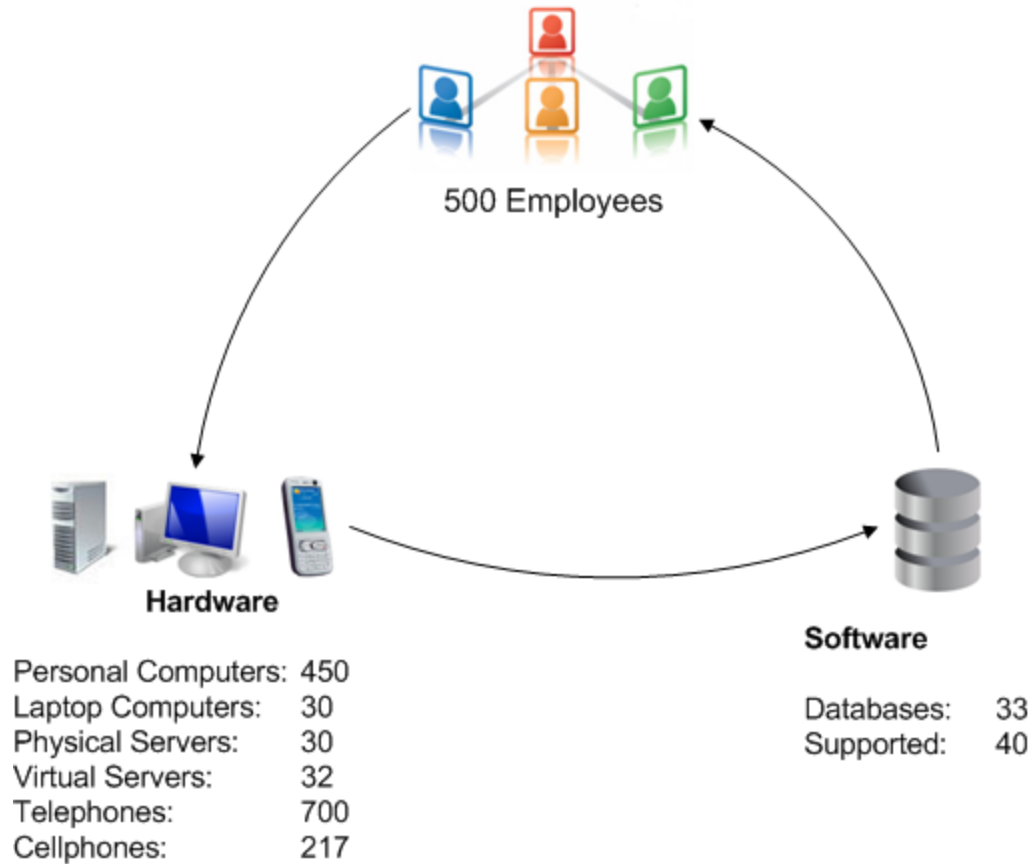 500 Employees
Hardware
Personal Computers: 450
Laptop Computers: 30
Physical Servers: 30
Virtual Servers: 32
Telephones: 700
Cellphones: 217
Software
Databases: 33
Supported: 40